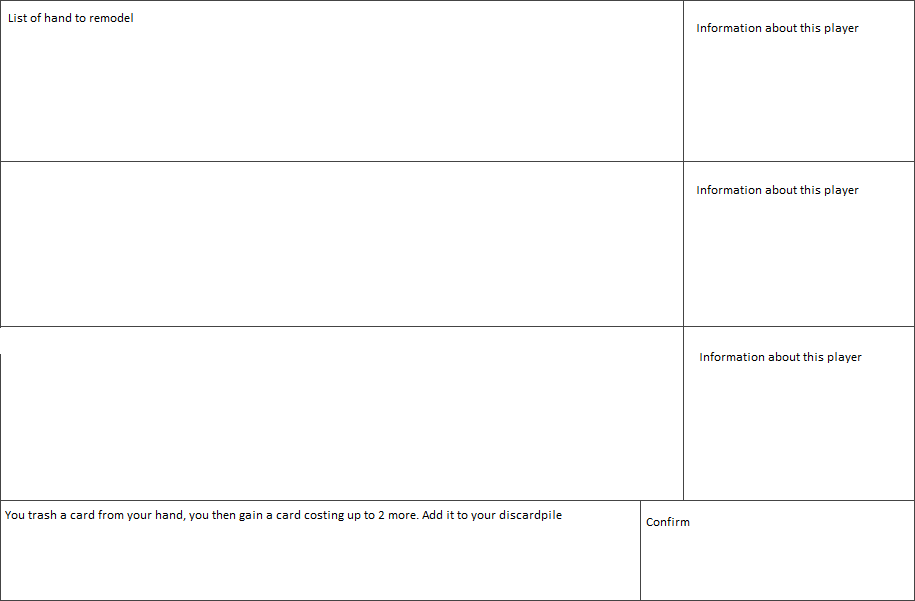 List of hand to remodel
Information about this player
Information about this player
Information about this player
You trash a card from your hand, you then gain a card costing up to 2 more. Add it to your discardpile
Confirm